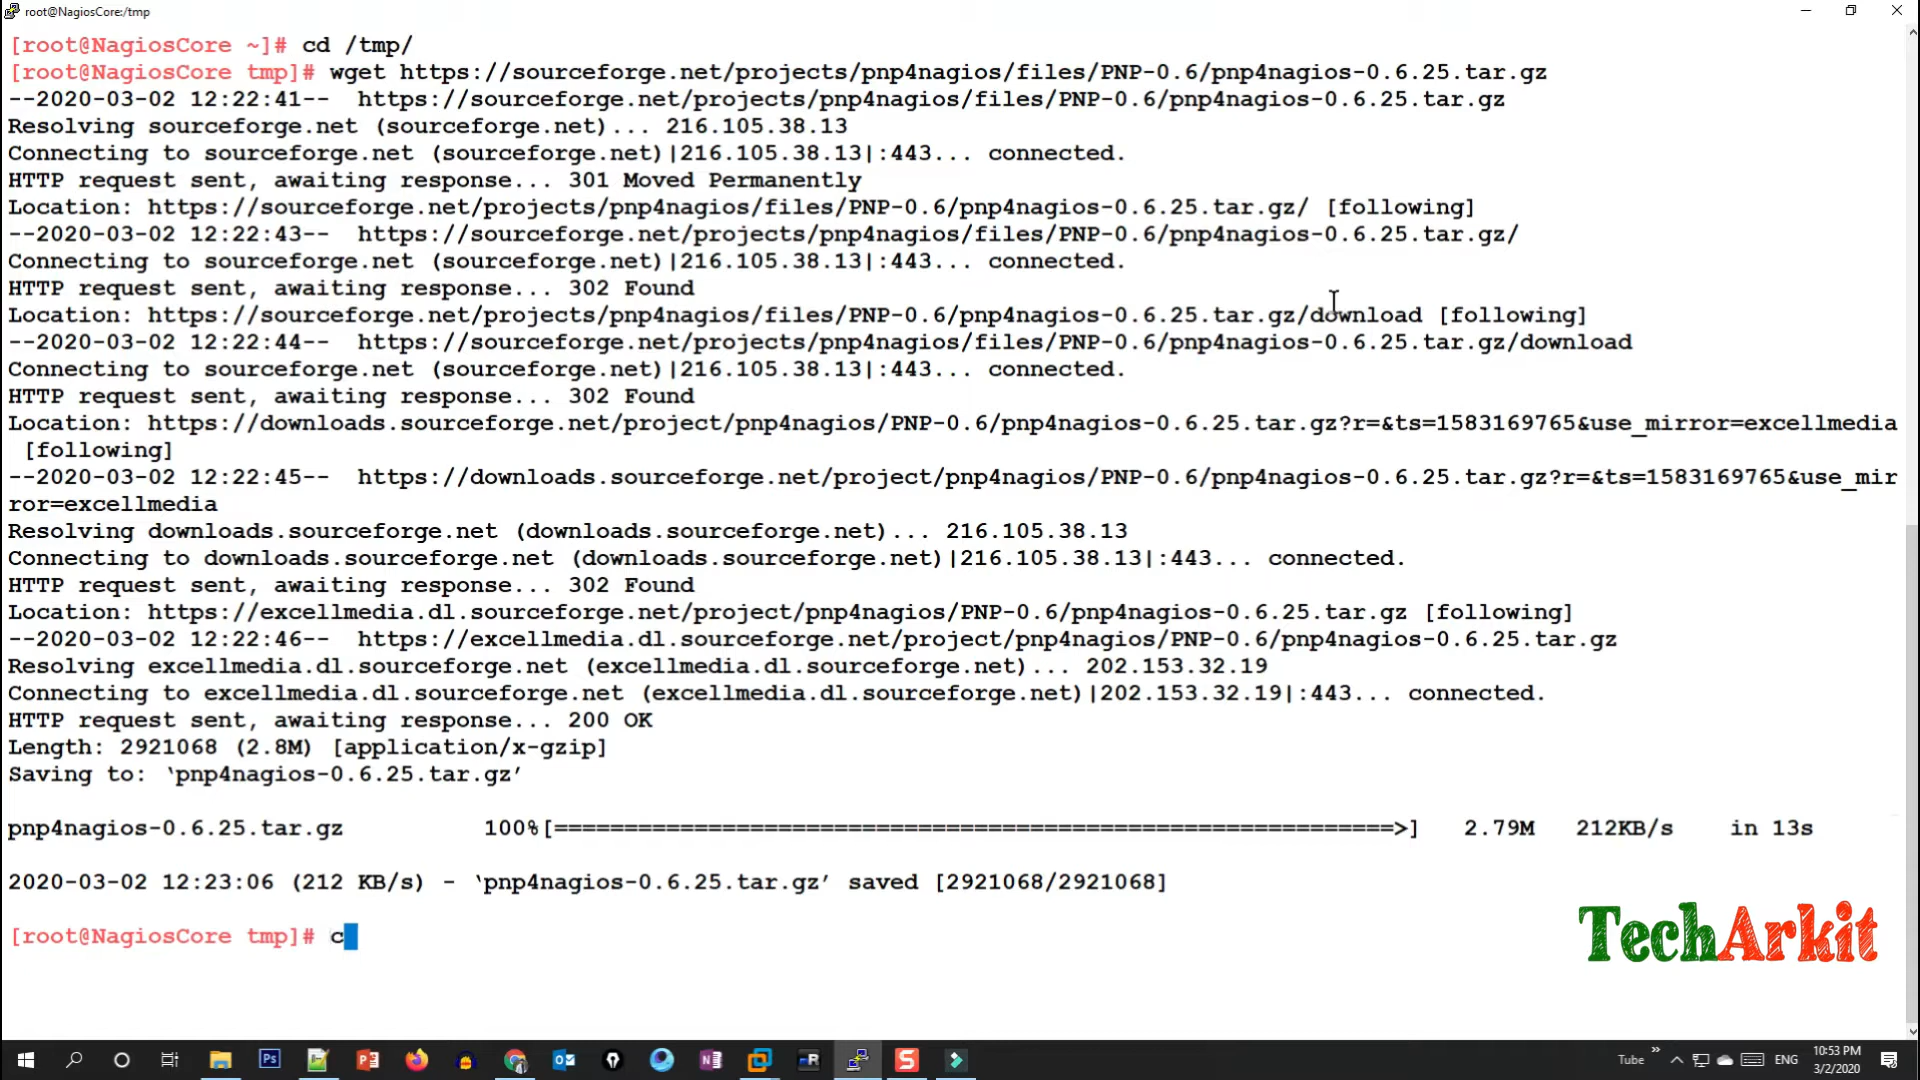 root@NagiosCore:/tmp
[root@NagiosCore ~]# cd /tmp/
[root@NagiosCore tmp]# wget https://sourceforge.net/projects/pnp4nagios/files/PNP-0.6/pnp4nagios-0.6.25.tar.gz
--2020-03-02 12:22:41--  https://sourceforge.net/projects/pnp4nagios/files/PNP-0.6/pnp4nagios-0.6.25.tar.gz
Resolving sourceforge.net (sourceforge.net)... 216.105.38.13
Connecting to sourceforge.net (sourceforge.net)|216.105.38.13|:443... connected.
HTTP request sent, awaiting response... 301 Moved Permanently
Location: https://sourceforge.net/projects/pnp4nagios/files/PNP-0.6/pnp4nagios-0.6.25.tar.gz/ [following]
--2020-03-02 12:22:43--  https://sourceforge.net/projects/pnp4nagios/files/PNP-0.6/pnp4nagios-0.6.25.tar.gz/
Connecting to sourceforge.net (sourceforge.net)|216.105.38.13|:443... connected.
HTTP request sent, awaiting response... 302 Found
Location: https://sourceforge.net/projects/pnp4nagios/files/PNP-0.6/pnp4nagios-0.6.25.tar.gz/download [following]
--2020-03-02 12:22:44--  https://sourceforge.net/projects/pnp4nagios/files/PNP-0.6/pnp4nagios-0.6.25.tar.gz/download
Connecting to sourceforge.net (sourceforge.net)|216.105.38.13|:443... connected.
HTTP request sent, awaiting response... 302 Found
Location: https://downloads.sourceforge.net/project/pnp4nagios/PNP-0.6/pnp4nagios-0.6.25.tar.gz?r=&ts=1583169765&use_mirror=excellmedia
[following]
--2020-03-02 12:22:45--  https://downloads.sourceforge.net/project/pnp4nagios/PNP-0.6/pnp4nagios-0.6.25.tar.gz?r=&ts=1583169765&use_mir
ror=excellmedia
Resolving downloads.sourceforge.net (downloads.sourceforge.net)... 216.105.38.13
Connecting to downloads.sourceforge.net (downloads.sourceforge.net)|216.105.38.13|:443... connected.
HTTP request sent, awaiting response... 302 Found
Location: https://excellmedia.dl.sourceforge.net/project/pnp4nagios/PNP-0.6/pnp4nagios-0.6.25.tar.gz [following]
--2020-03-02 12:22:46--  https://excellmedia.dl.sourceforge.net/project/pnp4nagios/PNP-0.6/pnp4nagios-0.6.25.tar.gz
Resolving excellmedia.dl.sourceforge.net (excellmedia.dl.sourceforge.net)... 202.153.32.19
Connecting to excellmedia.dl.sourceforge.net (excellmedia.dl.sourceforge.net)|202.153.32.19|:443... connected.
HTTP request sent, awaiting response... 200 OK
Length: 2921068 (2.8M) [application/x-gzip]
Saving to: ‘pnp4nagios-0.6.25.tar.gz’
pnp4nagios-0.6.25.tar.gz          100%[============================================================>]   2.79M   212KB/s    in 13s
2020-03-02 12:23:06 (212 KB/s) - ‘pnp4nagios-0.6.25.tar.gz’ saved [2921068/2921068]
[root@NagiosCore tmp]# c
TechArkit
Tube
ENG
10:53 PM
3/2/2020